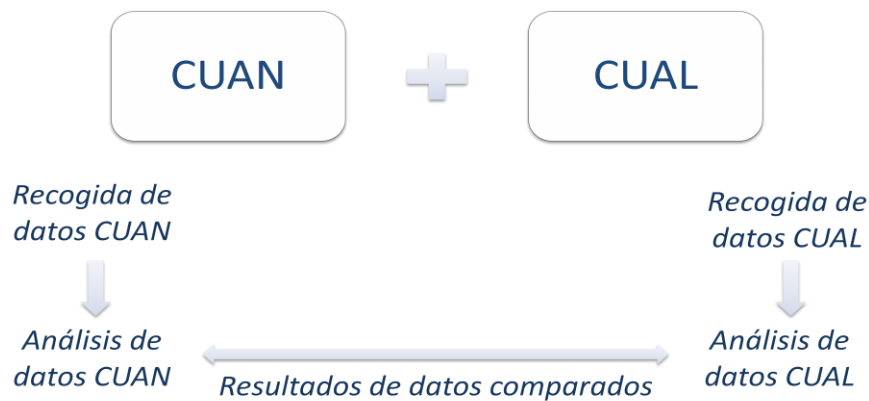 CUAN
CUAL
Recogida de
datos CUAN
Recogida de
datos CUAL
Análisis de
datos CUAN
Análisis de
datos CUAL
Resultados de datos comparados